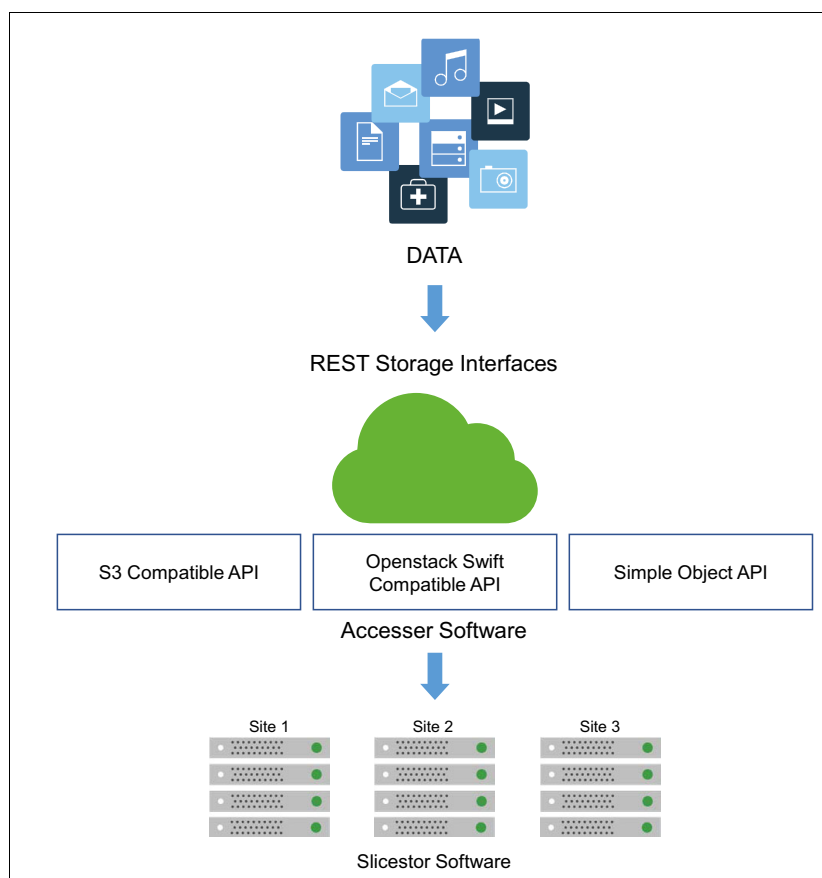 DATA
REST Storage Interfaces
S3 Compatible API
Openstack Swift
Compatible API
Simple Object API
Accesser Software
Site 1
Site 2
Site 3
Slicestor Software